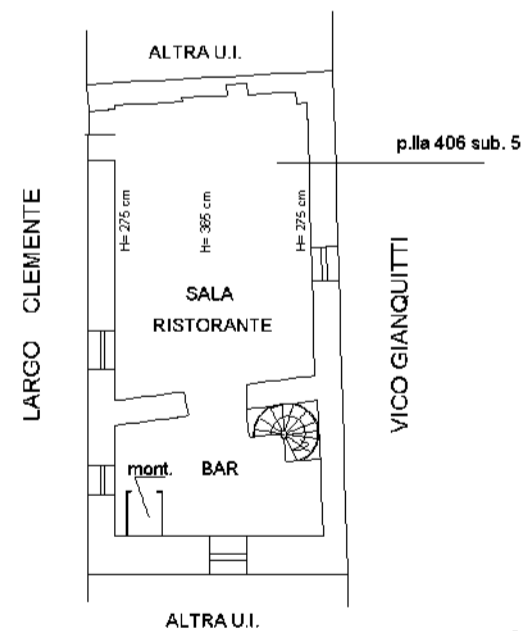 ALTRA U.I.
p.lla 406 sub. 5
LARGO CLEMENTE
H= 275 cm
H= 365 cm
H= 275 cm
VICO GIANQUITTI
SALA
RISTORANTE
mont.
BAR
ALTRA U.I.